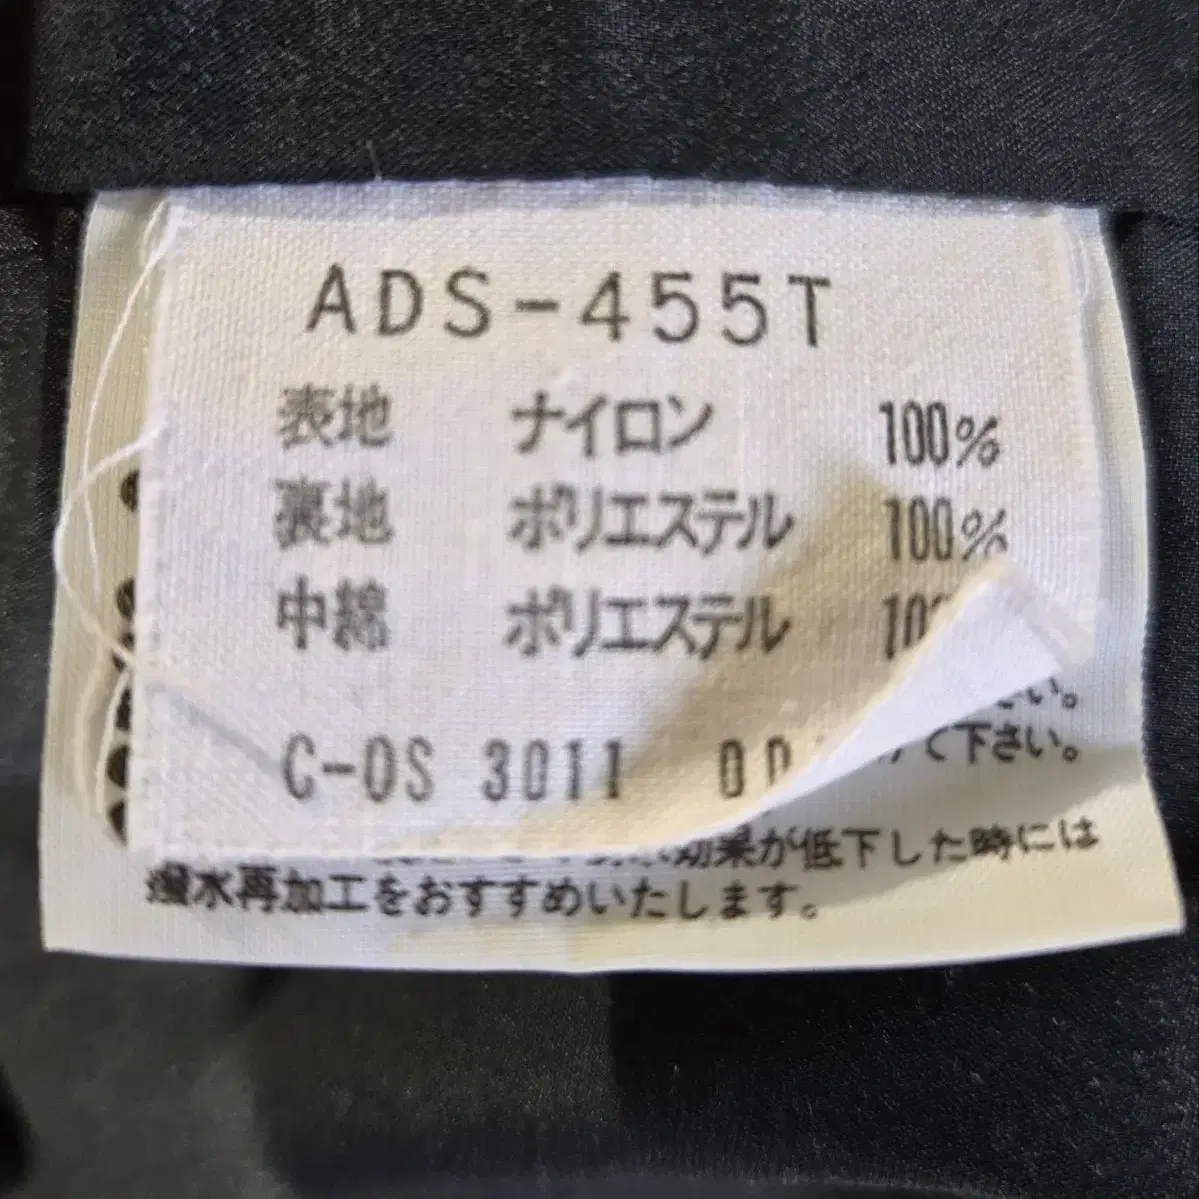 ADS-455T
表地 ナイロン 100%
裏地 ポリエステル 100%
中綿 ポリエステル
C-OS 3011
い。
て下さい。
効果が低下した時には
撥水再加工をおすすめいたします。